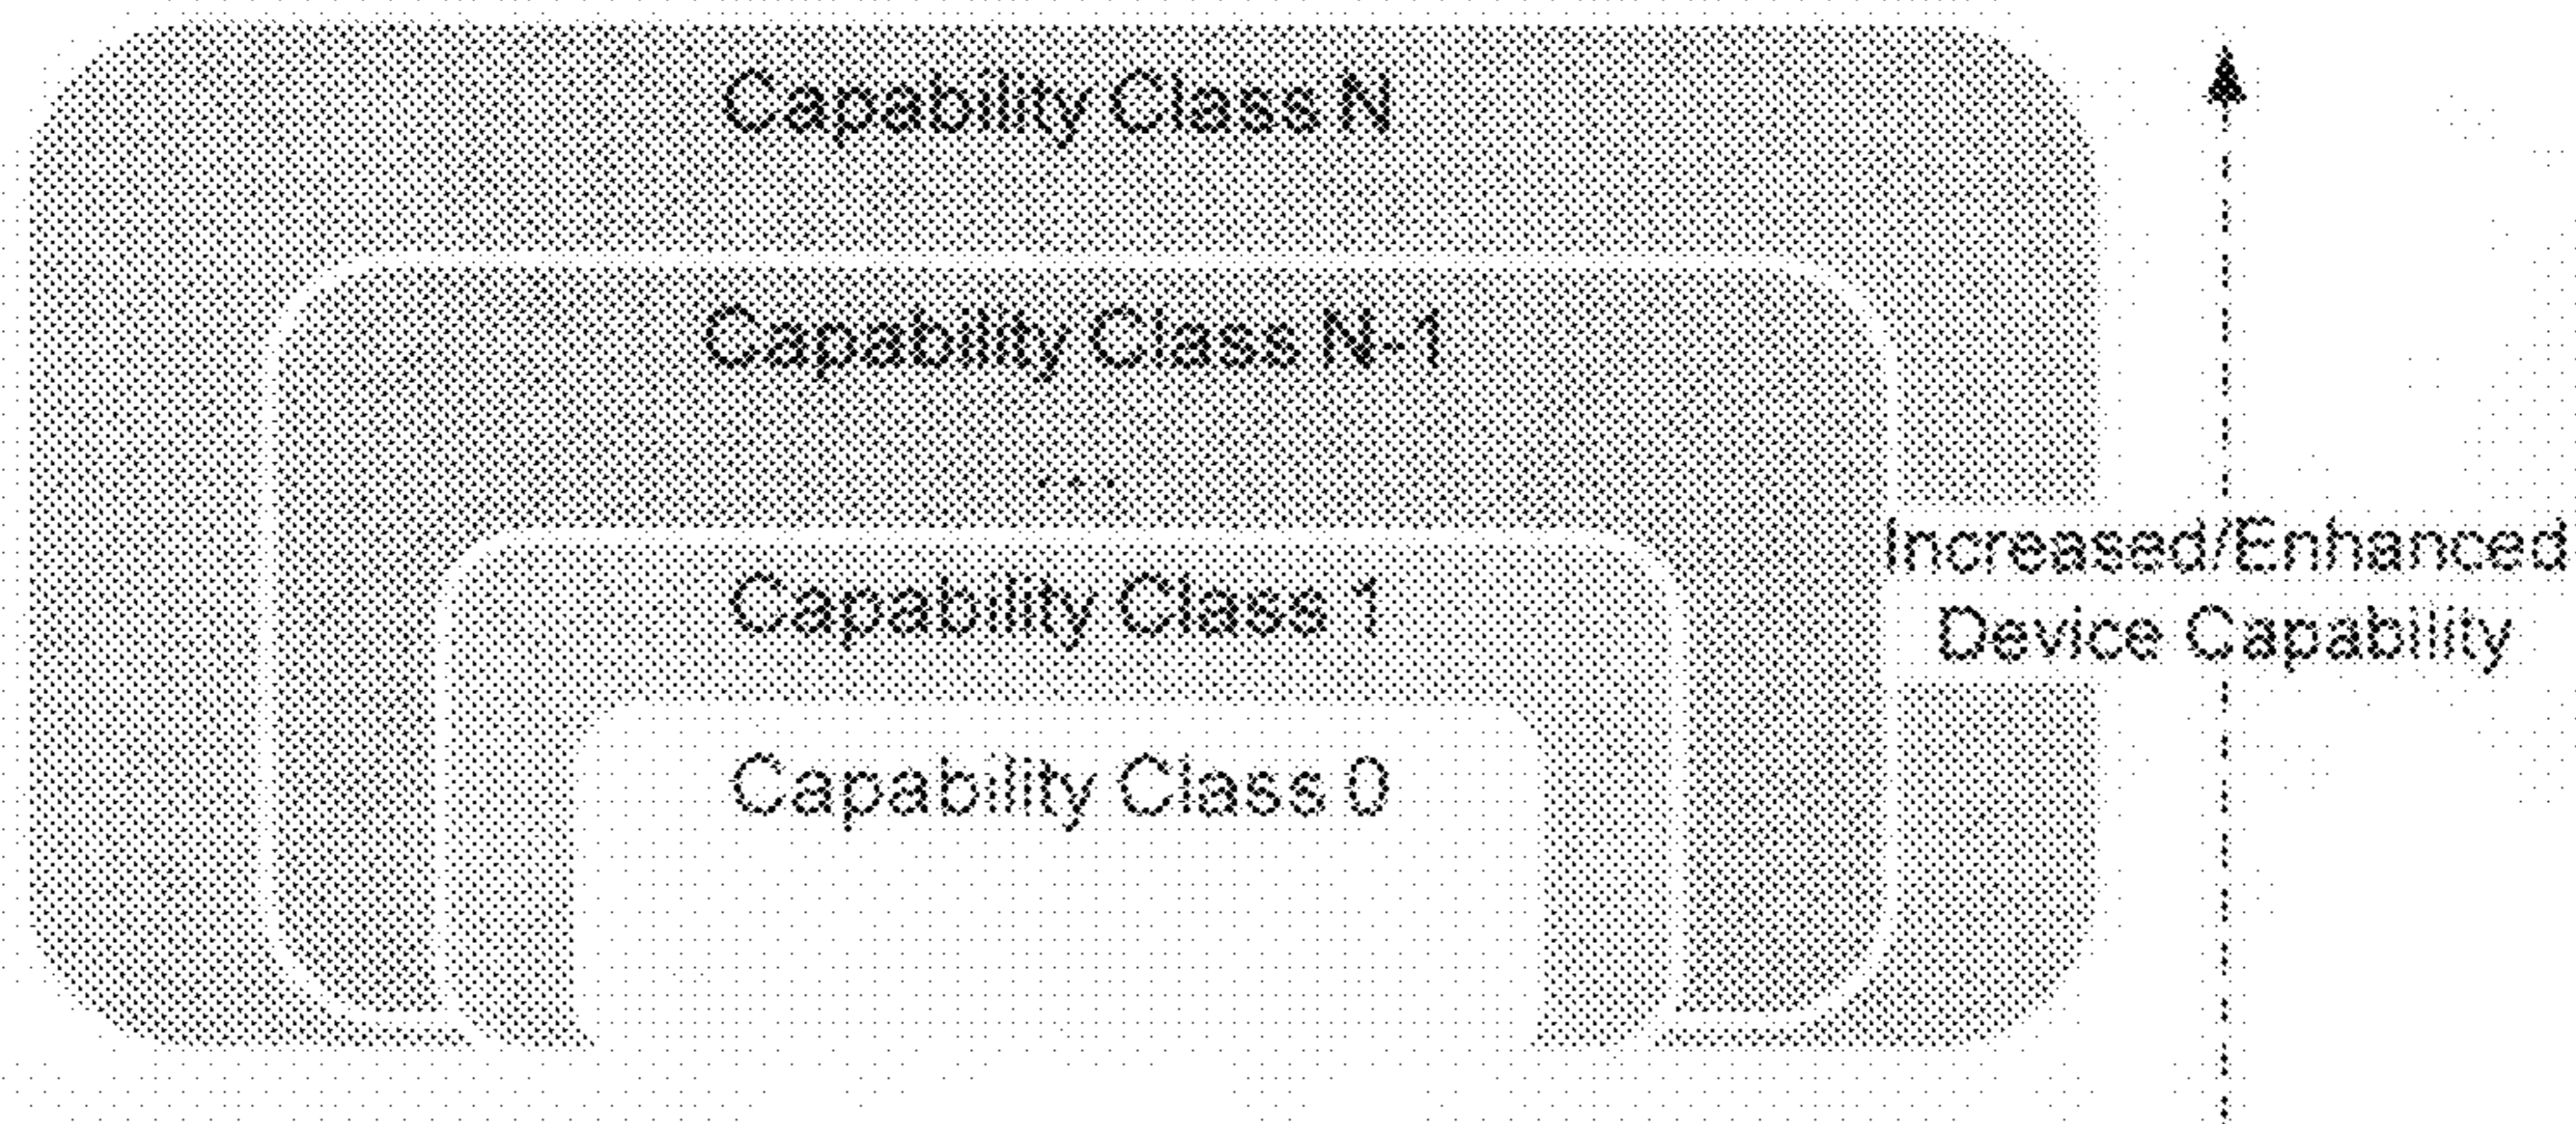 Capability Class N
Capability Class N-1
...
Capability Class 1
Capability Class 0
Increased/Enhanced
Device Capability